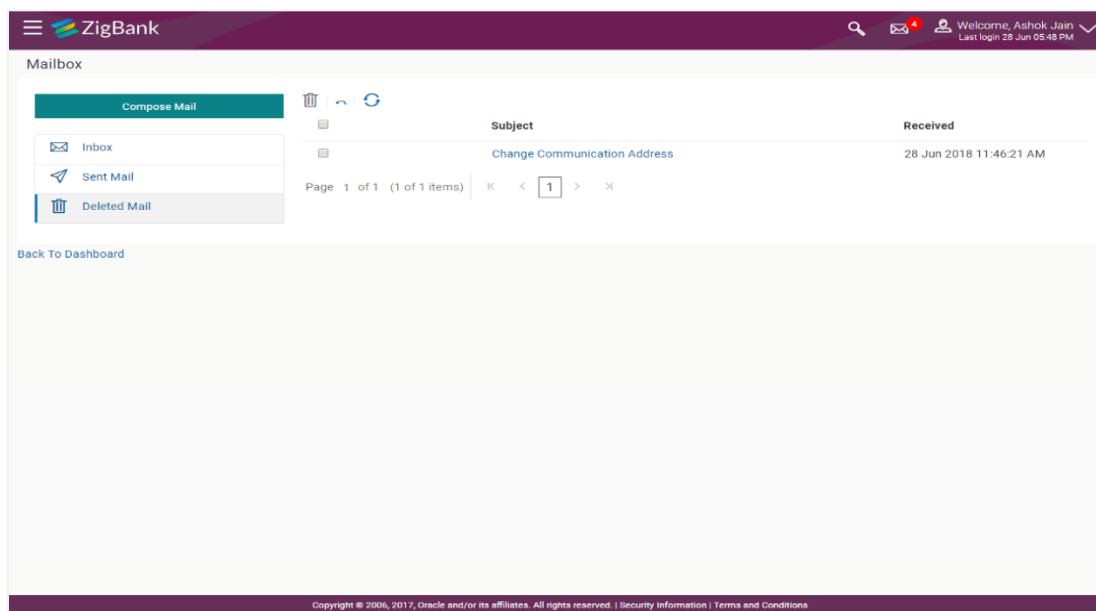 ZigBank
4
Welcome, Ashok Jain
Last login 28 Jun 05:48 PM
Mailbox
Compose Mail
Inbox
Sent Mail
Deleted Mail
Subject Received
Change Communication Address 28 Jun 2018 11:46:21 AM
Page 1 of 1 (1 of 1 items) K < 1 > >|
Back To Dashboard
Copyright © 2006, 2017, Oracle and/or its affiliates. All rights reserved. | Security Information | Terms and Conditions